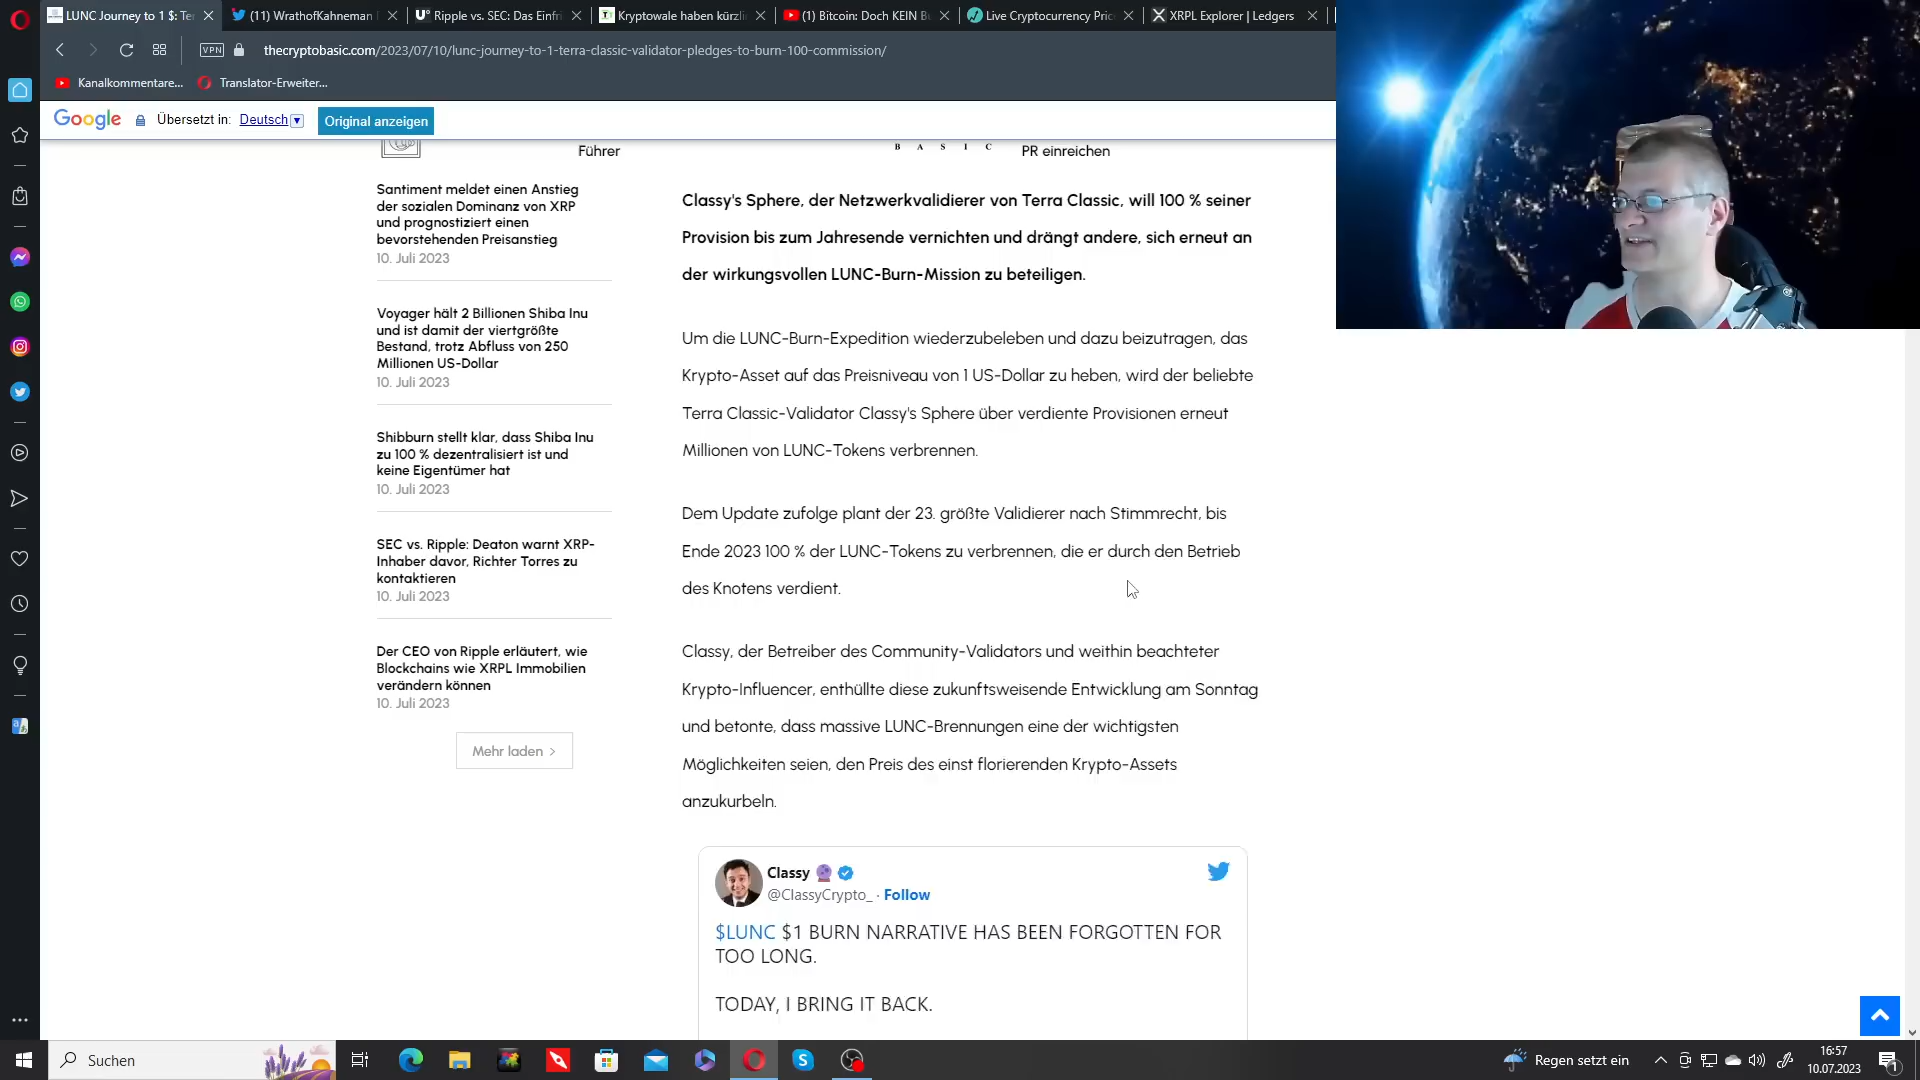 LUNC Journey to 1 $: Ter
(11) WrathofKahneman
Ripple vs. SEC: Das Einfri
Kryptowale haben kürzli
(1) Bitcoin: Doch KEIN B
Live Cryptocurrency Pric
XRPL Explorer | Ledgers
VPN
thecryptobasic.com/2023/07/10/lunc-journey-to-1-terra-classic-validator-pledges-to-burn-100-commission/
Kanalkommentare...
Translator-Erweiter...
Google
Übersetzt in:
Deutsch
Original anzeigen
Führer
BASIC
PR einreichen
Santiment meldet einen Anstieg
der sozialen Dominanz von XRP
und prognostiziert einen
bevorstehenden Preisanstieg
10. Juli 2023
Voyager hält 2 Billionen Shiba Inu
und ist damit der viertgrößte
Bestand, trotz Abfluss von 250
Millionen US-Dollar
10. Juli 2023
Shibburn stellt klar, dass Shiba Inu
zu 100 % dezentralisiert ist und
keine Eigentümer hat
10. Juli 2023
SEC vs. Ripple: Deaton warnt XRP-
Inhaber davor, Richter Torres zu
kontaktieren
10. Juli 2023
Der CEO von Ripple erläutert, wie
Blockchains wie XRPL Immobilien
verändern können
10. Juli 2023
Mehr laden >
Classy's Sphere, der Netzwerkvalidierer von Terra Classic, will 100 % seiner
Provision bis zum Jahresende vernichten und drängt andere, sich erneut an
der wirkungsvollen LUNC-Burn-Mission zu beteiligen.
Um die LUNC-Burn-Expedition wiederzubeleben und dazu beizutragen, das
Krypto-Asset auf das Preisniveau von 1 US-Dollar zu heben, wird der beliebte
Terra Classic-Validator Classy's Sphere über verdiente Provisionen erneut
Millionen von LUNC-Tokens verbrennen.
Dem Update zufolge plant der 23. größte Validierer nach Stimmrecht, bis
Ende 2023 100 % der LUNC-Tokens zu verbrennen, die er durch den Betrieb
des Knotens verdient.
Classy, der Betreiber des Community-Validators und weithin beachteter
Krypto-Influencer, enthüllte diese zukunftsweisende Entwicklung am Sonntag
und betonte, dass massive LUNC-Brennungen eine der wichtigsten
Möglichkeiten seien, den Preis des einst florierenden Krypto-Assets
anzukurbeln.
Classy
@ClassyCrypto_ · Follow
$LUNC $1 BURN NARRATIVE HAS BEEN FORGOTTEN FOR
TOO LONG.
TODAY, I BRING IT BACK.
Suchen
Regen setzt ein
16:57
10.07.2023
1